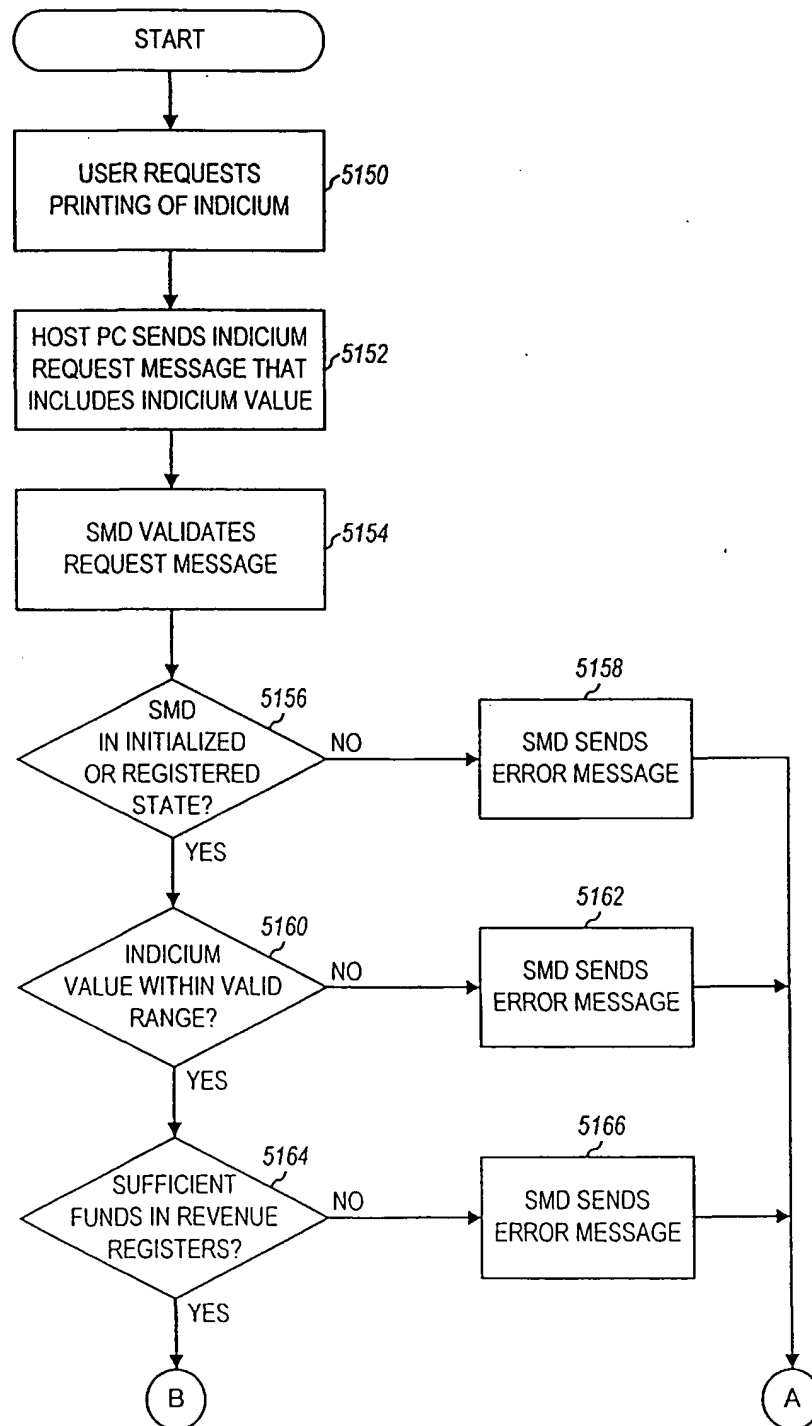 START
USER REQUESTS
PRINTING OF INDICIUM
5150
HOST PC SENDS INDICIUM
REQUEST MESSAGE THAT
INCLUDES INDICIUM VALUE
5152
SMD VALIDATES
REQUEST MESSAGE
5154
SMD
IN INITIALIZED
OR REGISTERED
STATE?
5156
NO
5158
SMD SENDS
ERROR MESSAGE
YES
INDICIUM
VALUE WITHIN VALID
RANGE?
5160
NO
5162
SMD SENDS
ERROR MESSAGE
YES
SUFFICIENT
FUNDS IN REVENUE
REGISTERS?
5164
NO
5166
SMD SENDS
ERROR MESSAGE
YES
B
A